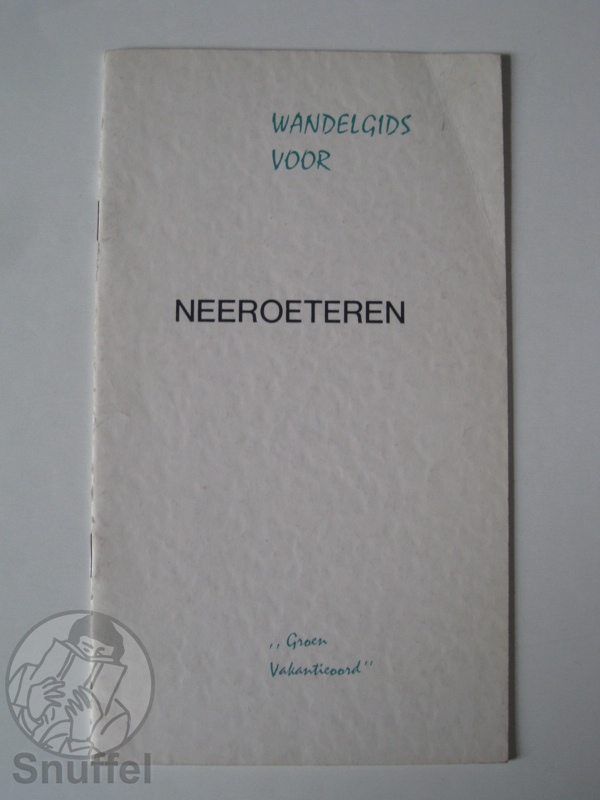 WANDELGIDS
VOOR
NEEROETEREN
,, Groen
Vakantieoord"
Snuffel